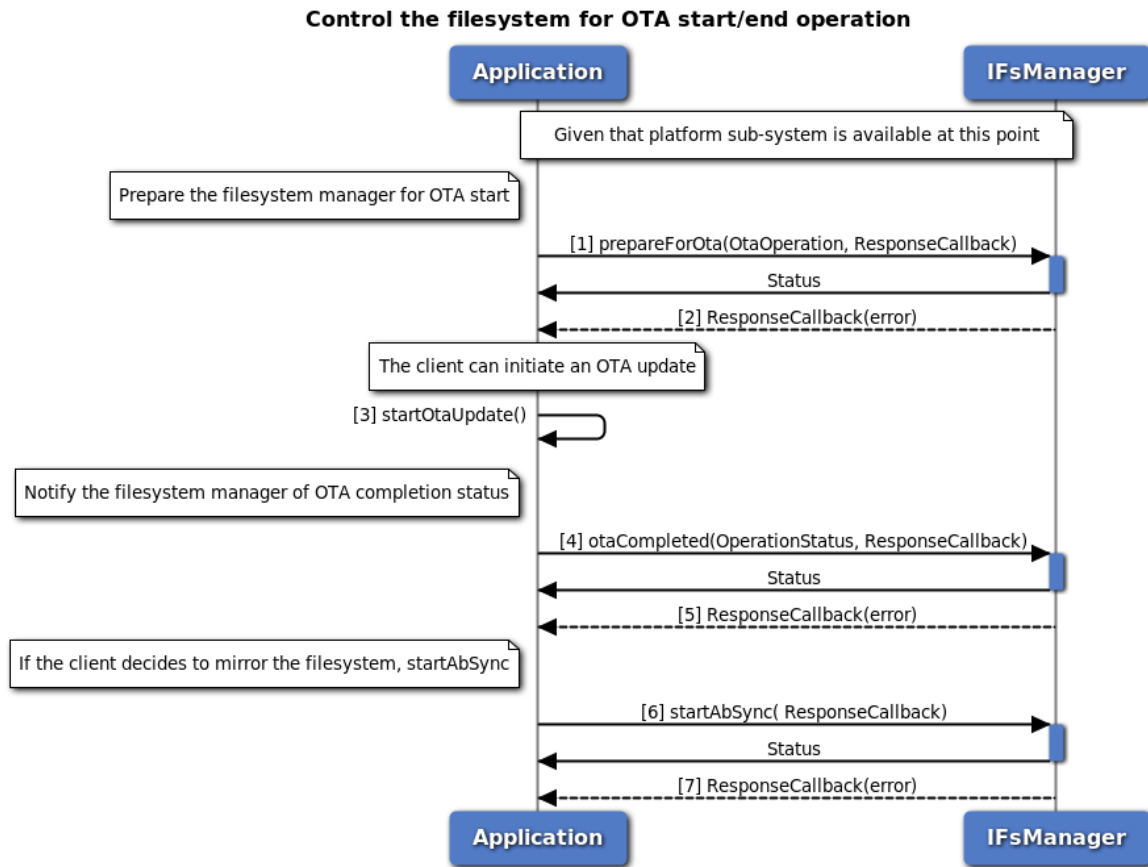 Control the filesystem for OTA start/end operation
Application
IFsManager
Given that platform sub-system is available at this point
Prepare the filesystem manager for OTA start
[1] prepareForOta(OtaOperation, ResponseCallback)
Status
[2] ResponseCallback(error)
The client can initiate an OTA update
[3] startOtaUpdate()
Notify the filesystem manager of OTA completion status
[4] otaCompleted(OperationStatus, ResponseCallback)
Status
[5] ResponseCallback(error)
If the client decides to mirror the filesystem, startAbSync
[6] startAbSync( ResponseCallback)
Status
[7] ResponseCallback(error)
Application
IFsManager